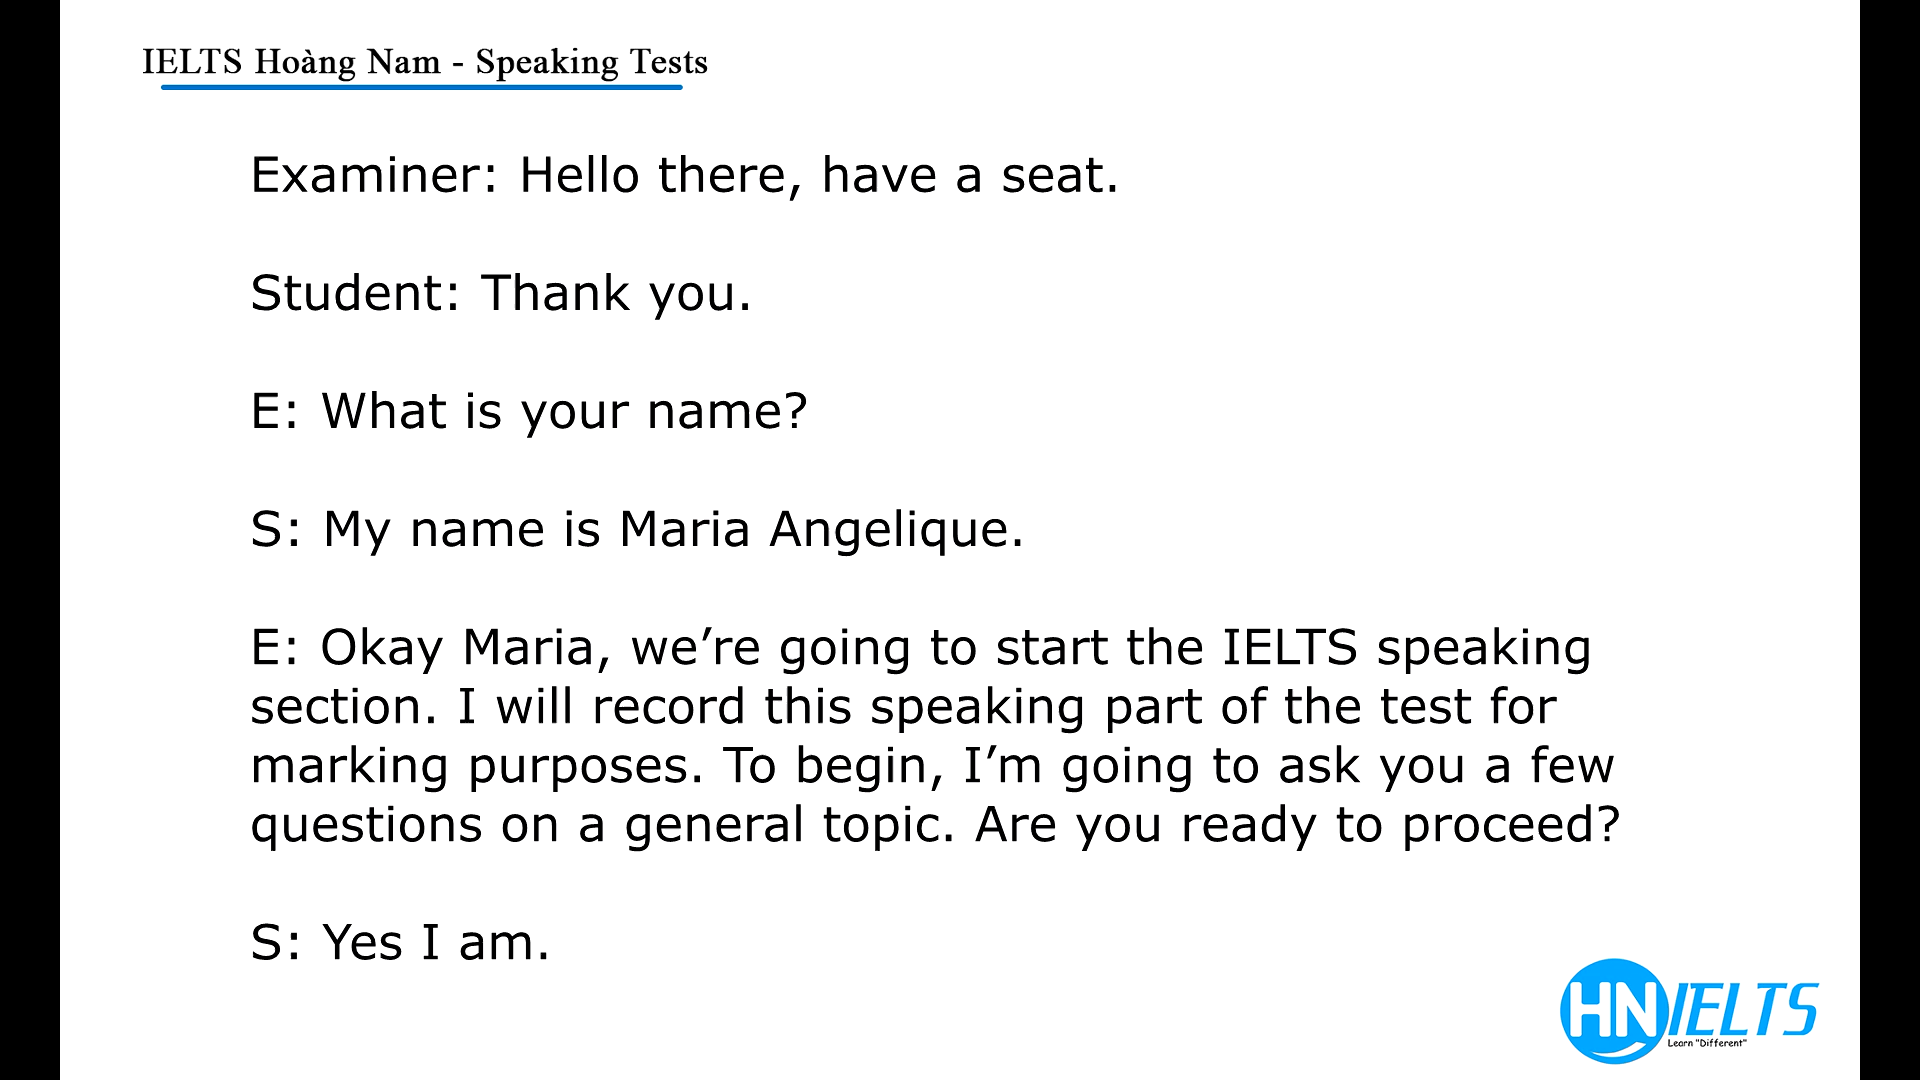 IELTS Hoàng Nam - Speaking Tests
Examiner: Hello there, have a seat.
Student: Thank you.
E: What is your name?
S: My name is Maria Angelique.
E: Okay Maria, we’re going to start the IELTS speaking
section. I will record this speaking part of the test for
marking purposes. To begin, I’m going to ask you a few
questions on a general topic. Are you ready to proceed?
S: Yes I am.
HNIELTS
Learn "Different"